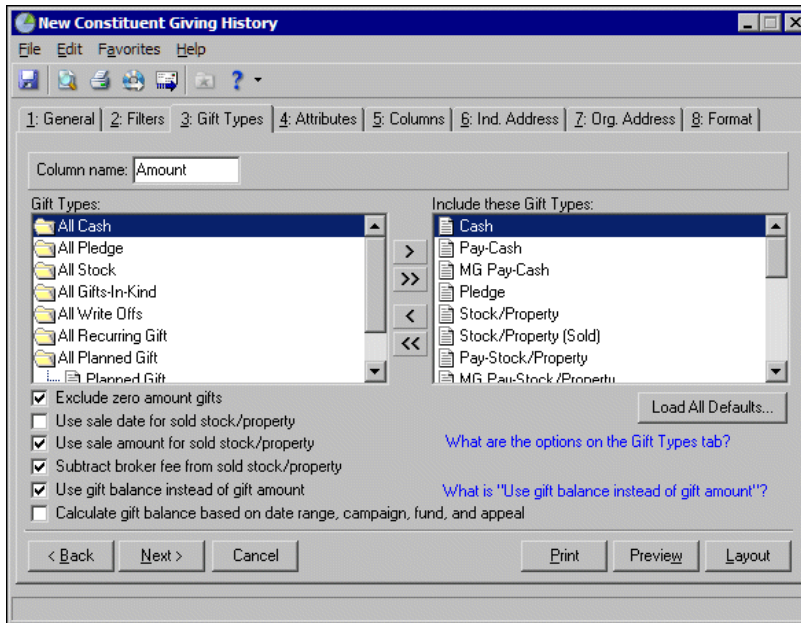 New Constituent Giving History
File Edit Favorites Help
1: General 2: Filters 3: Gift Types 4: Attributes 5: Columns 6: Ind. Address 7: Org. Address 8: Format
Column name: Amount
Gift Types:
All Cash
All Pledge
All Stock
All Gifts-In-Kind
All Write Offs
All Recurring Gift
All Planned Gift
Planned Gift
>
>>
<
<<
Include these Gift Types:
Cash
Pay-Cash
MG Pay-Cash
Pledge
Stock/Property
Stock/Property (Sold)
Pay-Stock/Property
MG Pay-Stock/Property
Exclude zero amount gifts
Use sale date for sold stock/property
Use sale amount for sold stock/property
Subtract broker fee from sold stock/property
Use gift balance instead of gift amount
Calculate gift balance based on date range, campaign, fund, and appeal
Load All Defaults...
What are the options on the Gift Types tab?
What is "Use gift balance instead of gift amount"?
< Back Next > Cancel Print Preview Layout